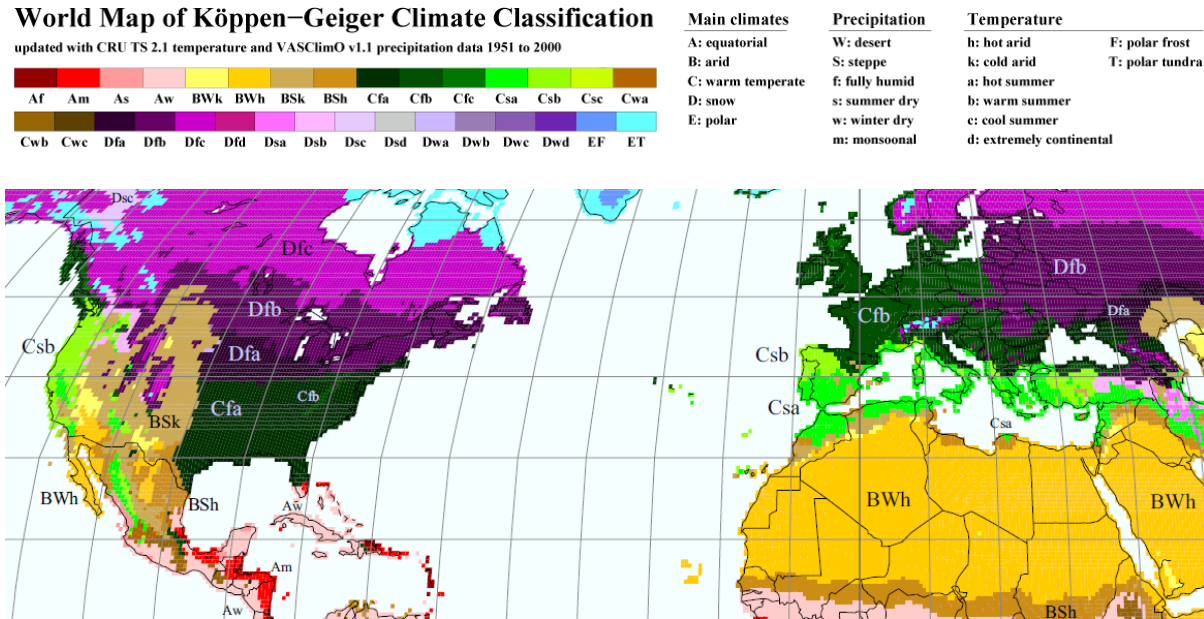 World Map of Köppen−Geiger Climate Classification
updated with CRU TS 2.1 temperature and VASClimO v1.1 precipitation data 1951 to 2000
Af Am As Aw BWk BWh BSk BSh Cfa Cfb Cfc Csa Csb Csc Cwa
Cwb Cwc Dfa Dfb Dfc Dfd Dsa Dsb Dsc Dsd Dwa Dwb Dwc Dwd EF ET
Main climates
A: equatorial
B: arid
C: warm temperate
D: snow
E: polar
Precipitation
W: desert
S: steppe
f: fully humid
s: summer dry
w: winter dry
m: monsoonal
Temperature
h: hot arid
k: cold arid
a: hot summer
b: warm summer
c: cool summer
d: extremely continental
F: polar frost
T: polar tundra
Dsc
Dfc
Dfb
Dfb
Dfa
Cfb
Csb
Dfa
Csb
Cfa
Cfb
Csa
BSk
Csa
BWh
BSh
Aw
BWh
BWh
Am
Aw
BSh